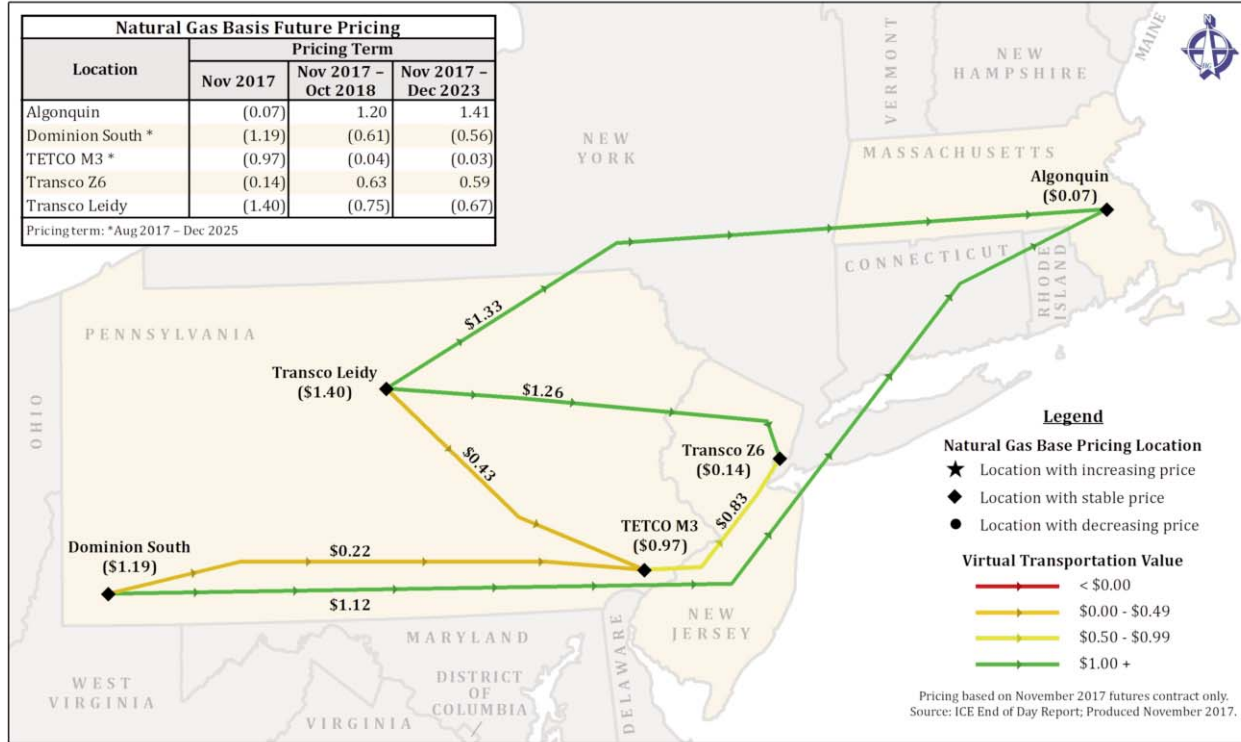 Natural Gas Basis Future Pricing
Location
Pricing Term
Nov 2017
Nov 2017 –
Oct 2018
Nov 2017 –
Dec 2023
Algonquin (0.07) 1.20 1.41
Dominion South * (1.19) (0.61) (0.56)
TETCO M3 * (0.97) (0.04) (0.03)
Transco Z6 (0.14) 0.63 0.59
Transco Leidy (1.40) (0.75) (0.67)
Pricing term: *Aug 2017 – Dec 2025
VERMONT
NEW
HAMPSHIRE
MAINE
NEW
YORK
MASSACHUSETTS
Algonquin
($0.07)
CONNECTICUT
RHODE
ISLAND
PENNSYLVANIA
OHIO
$1.33
Transco Leidy
($1.40)
$1.26
$0.43
Transco Z6
($0.14)
$0.83
TETCO M3
($0.97)
Dominion South
($1.19)
$0.22
$1.12
NEW
JERSEY
MARYLAND
DELAWARE
DISTRICT
OF
COLUMBIA
WEST
VIRGINIA
VIRGINIA
Legend
Natural Gas Base Pricing Location
Location with increasing price
Location with stable price
Location with decreasing price
Virtual Transportation Value
< $0.00
$0.00 - $0.49
$0.50 - $0.99
$1.00 +
Pricing based on November 2017 futures contract only.
Source: ICE End of Day Report; Produced November 2017.